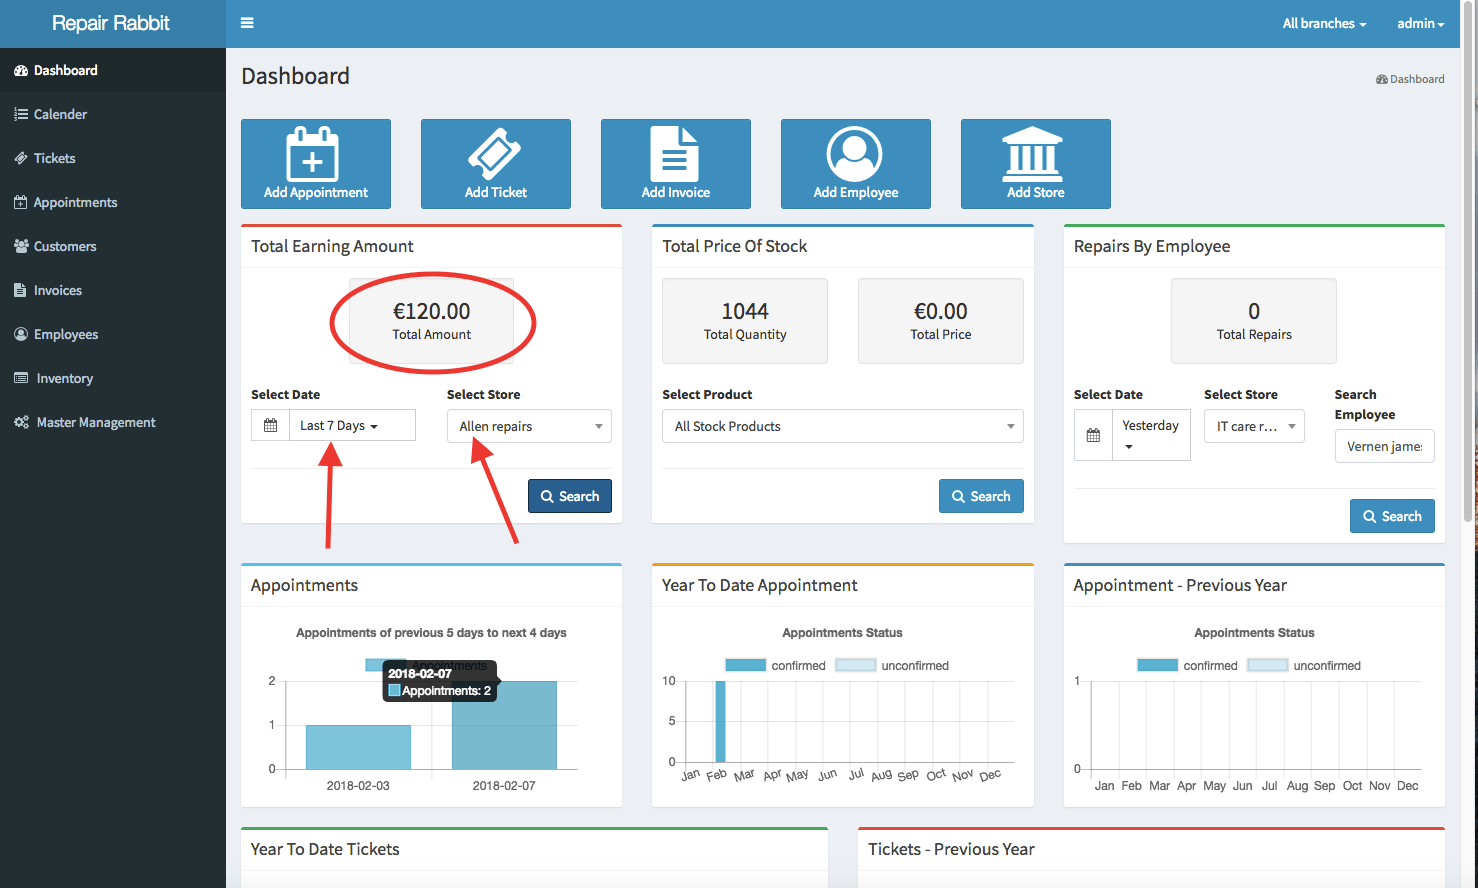 Repair Rabbit
All branches
admin
Dashboard
Calender
Tickets
Appointments
Customers
Invoices
Employees
Inventory
Master Management
Dashboard
Dashboard
Add Appointment
Add Ticket
Add Invoice
Add Employee
Add Store
Total Earning Amount
€120.00
Total Amount
Select Date
Select Store
Last 7 Days
Allen repairs
Search
Total Price Of Stock
1044
Total Quantity
€0.00
Total Price
Select Product
All Stock Products
Search
Repairs By Employee
0
Total Repairs
Select Date
Select Store
Search
Employee
Yesterday
IT care r...
Vernen jame
Search
Appointments
Appointments of previous 5 days to next 4 days
Appointments
2018-02-07
Appointments: 2
2
1
0
2018-02-03
2018-02-07
Year To Date Appointment
Appointments Status
confirmed
unconfirmed
10
5
0
Jan Feb Mar Apr May Jun Jul Aug Sep Oct Nov Dec
Appointment - Previous Year
Appointments Status
confirmed
unconfirmed
1
0
Jan Feb Mar Apr May Jun Jul Aug Sep Oct Nov Dec
Year To Date Tickets
Tickets - Previous Year